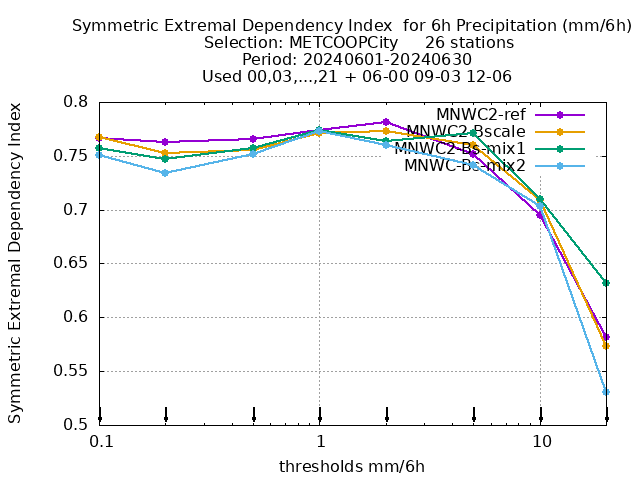 Symmetric Extremal Dependency Index  for 6h Precipitation (mm/6h)
Selection: METCOOPCity     26 stations
Period: 20240601-20240630
Used 00,03,...,21 + 06-00 09-03 12-06
Symmetric Extremal Dependency Index
0.8
0.75
0.7
0.65
0.6
0.55
0.5
MNWC2-ref
MNWC2-Bscale
MNWC2-Bs-mix1
MNWC-Bs-mix2
0.1
1
10
thresholds mm/6h